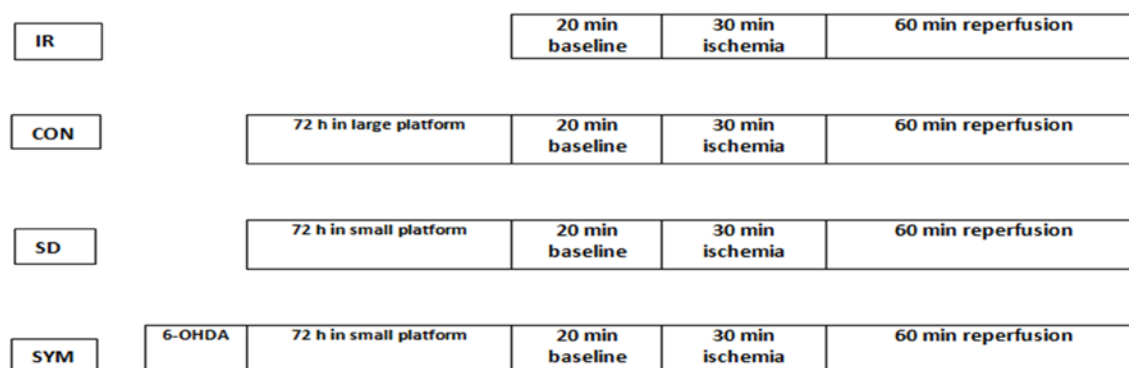 IR
20 min
baseline
30 min
ischemia
60 min reperfusion
CON
72 h in large platform
20 min
baseline
30 min
ischemia
60 min reperfusion
SD
72 h in small platform
20 min
baseline
30 min
ischemia
60 min reperfusion
SYM
6-OHDA
72 h in small platform
20 min
baseline
30 min
ischemia
60 min reperfusion